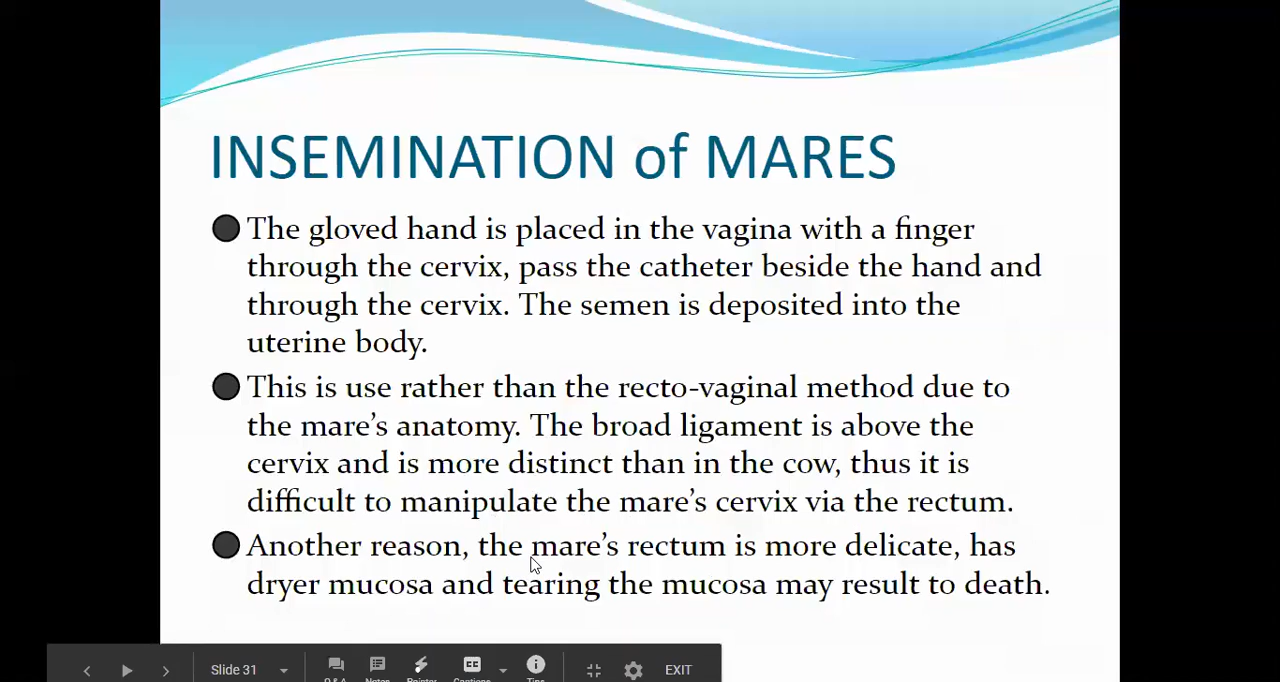 INSEMINATION of MARES
The gloved hand is placed in the vagina with a finger
through the cervix, pass the catheter beside the hand and
through the cervix. The semen is deposited into the
uterine body.
This is use rather than the recto-vaginal method due to
the mare's anatomy. The broad ligament is above the
cervix and is more distinct than in the cow, thus it is
difficult to manipulate the mare's cervix via the rectum.
Another reason, the mare's rectum is more delicate, has
dryer mucosa and tearing the mucosa may result to death.
Slide 31 Q & A Notes Pointer CC Captions Tips EXIT